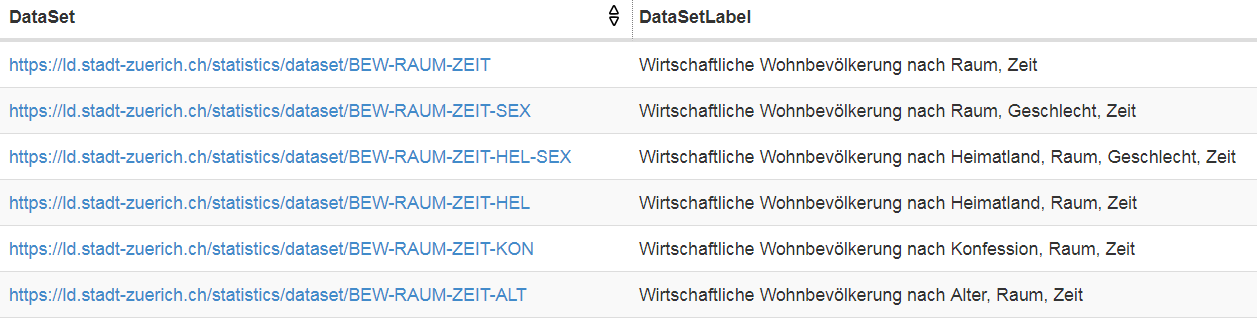 DataSet DataSetLabel
https://ld.stadt-zuerich.ch/statistics/dataset/BEW-RAUM-ZEIT Wirtschaftliche Wohnbevölkerung nach Raum, Zeit
https://ld.stadt-zuerich.ch/statistics/dataset/BEW-RAUM-ZEIT-SEX Wirtschaftliche Wohnbevölkerung nach Raum, Geschlecht, Zeit
https://ld.stadt-zuerich.ch/statistics/dataset/BEW-RAUM-ZEIT-HEL-SEX Wirtschaftliche Wohnbevölkerung nach Heimatland, Raum, Geschlecht, Zeit
https://ld.stadt-zuerich.ch/statistics/dataset/BEW-RAUM-ZEIT-HEL Wirtschaftliche Wohnbevölkerung nach Heimatland, Raum, Zeit
https://ld.stadt-zuerich.ch/statistics/dataset/BEW-RAUM-ZEIT-KON Wirtschaftliche Wohnbevölkerung nach Konfession, Raum, Zeit
https://ld.stadt-zuerich.ch/statistics/dataset/BEW-RAUM-ZEIT-ALT Wirtschaftliche Wohnbevölkerung nach Alter, Raum, Zeit